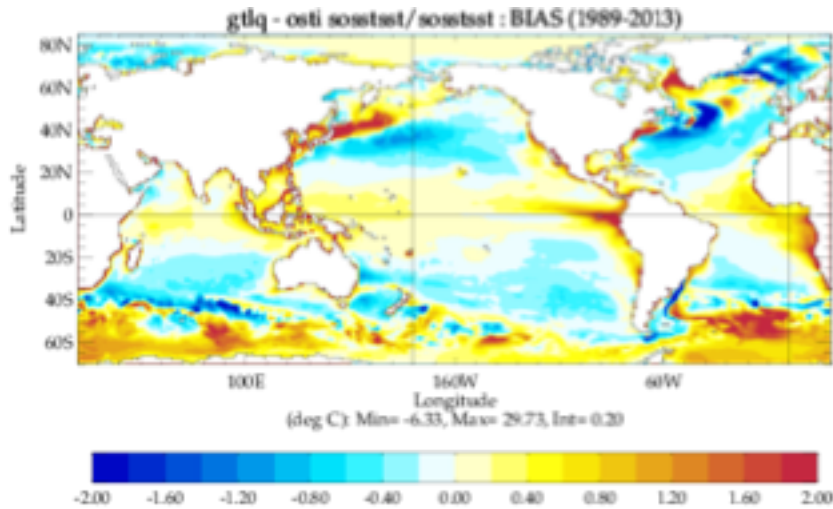 gtlq - osti sosstsst/sosstsst : BIAS (1989-2013)
80N
60N
40N
20N
0
20S
40S
60S
Latitude
100E 160W 60W
Longitude
(deg C): Min= -6.33, Max= 29.73, Int= 0.20
-2.00 -1.60 -1.20 -0.80 -0.40 0.00 0.40 0.80 1.20 1.60 2.00